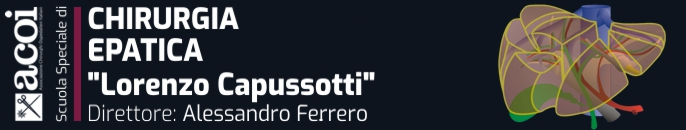 acoi
Scuola Speciale di
CHIRURGIA
EPATICA
"Lorenzo Capussotti"
Direttore: Alessandro Ferrero